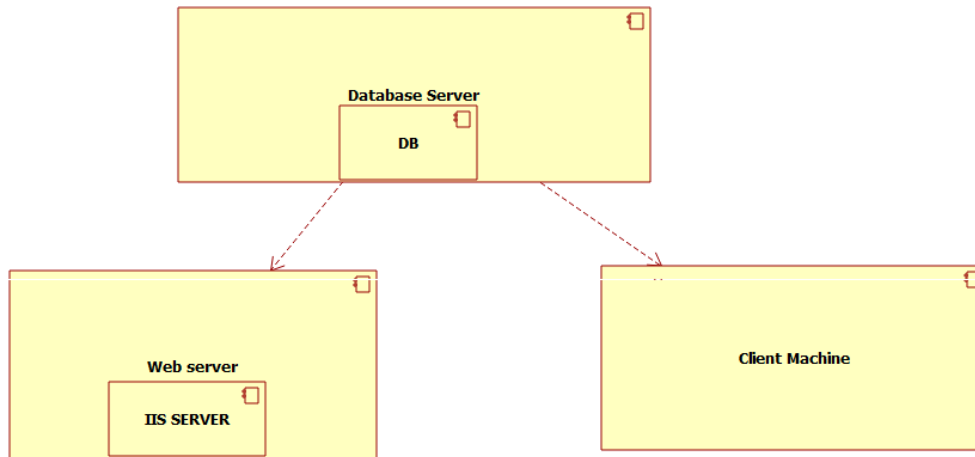 Database Server
DB
Web server
IIS SERVER
Client Machine